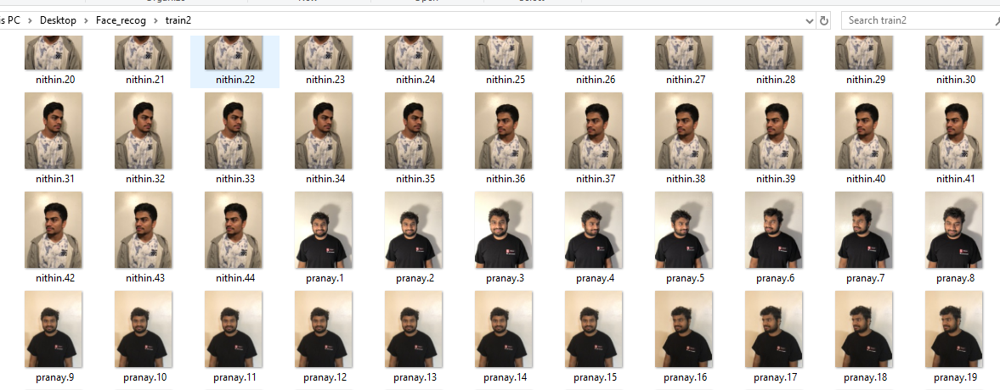 is PC > Desktop > Face_recog > train2 Search train2
nithin.20 nithin.21 nithin.22 nithin.23 nithin.24 nithin.25 nithin.26 nithin.27 nithin.28 nithin.29 nithin.30
nithin.31 nithin.32 nithin.33 nithin.34 nithin.35 nithin.36 nithin.37 nithin.38 nithin.39 nithin.40 nithin.41
nithin.42 nithin.43 nithin.44 pranay.1 pranay.2 pranay.3 pranay.4 pranay.5 pranay.6 pranay.7 pranay.8
pranay.9 pranay.10 pranay.11 pranay.12 pranay.13 pranay.14 pranay.15 pranay.16 pranay.17 pranay.18 pranay.19